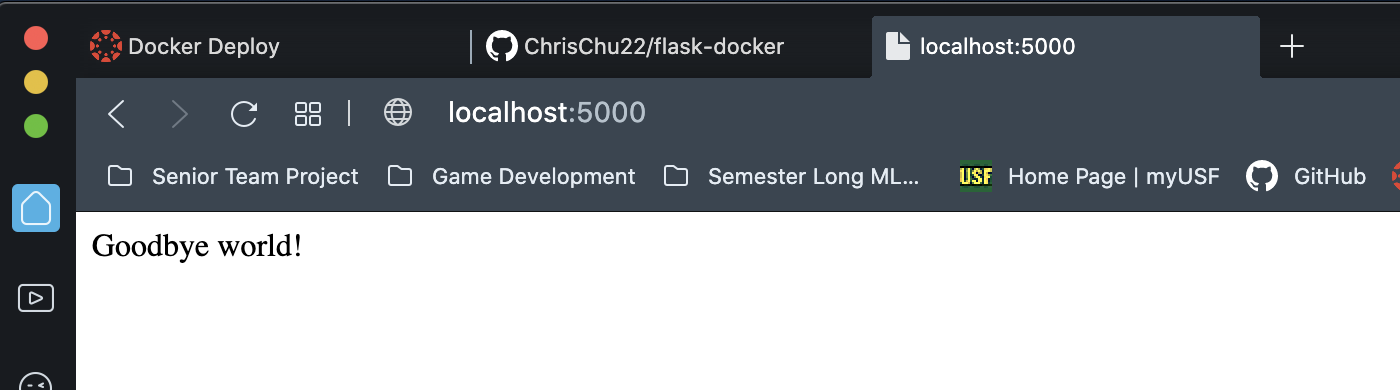 Docker Deploy
ChrisChu22/flask-docker
localhost:5000
localhost:5000
Senior Team Project
Game Development
Semester Long ML...
USF
Home Page | myUSF
GitHub
Goodbye world!